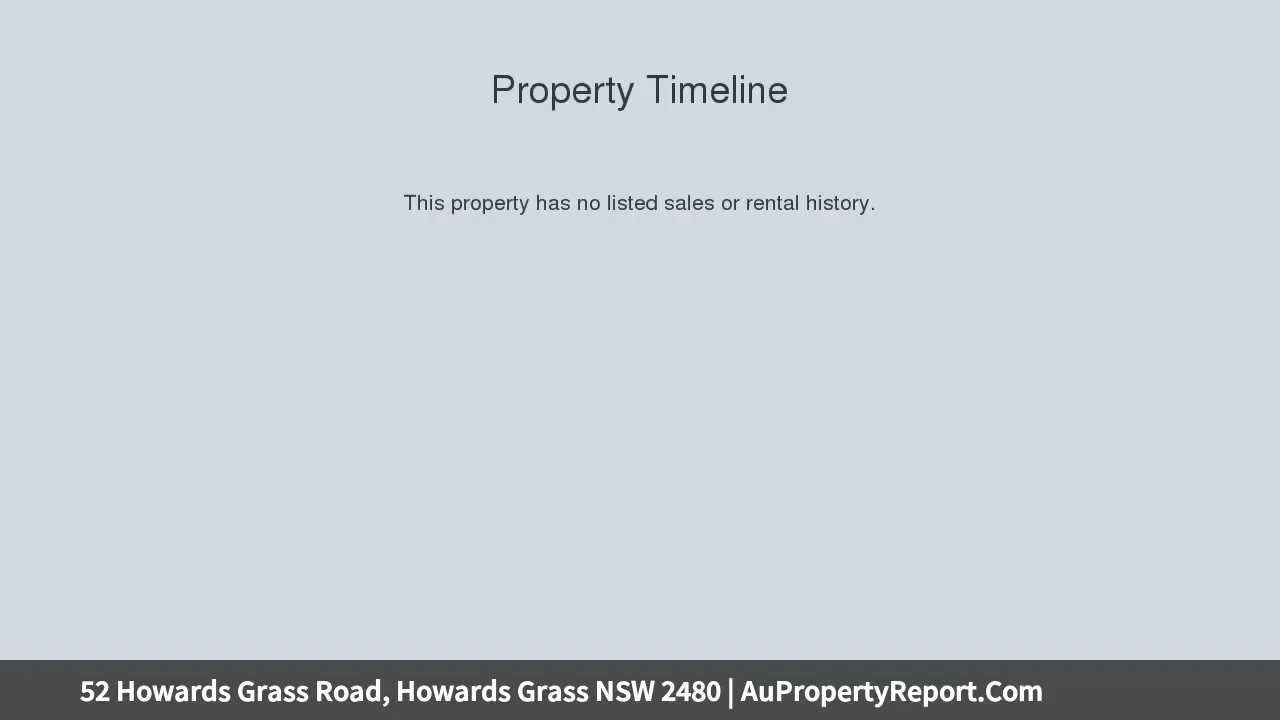 Property Timeline
This property has no listed sales or rental history.
52 Howards Grass Road, Howards Grass NSW 2480 | AuPropertyReport.Com